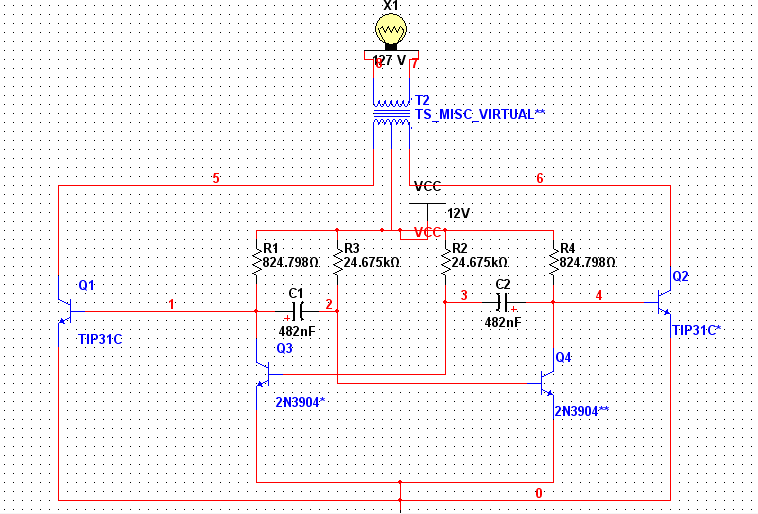 X1
127 V
8
7
T2
TS_MISC_VIRTUAL**
5
6
VCC
12V
VCC
R1
824.798Ω
R3
24.675kΩ
R2
24.675kΩ
R4
824.798Ω
Q1
TIP31C
1
C1
+
482nF
2
3
C2
+
482nF
4
Q2
TIP31C*
Q3
2N3904*
Q4
2N3904**
0